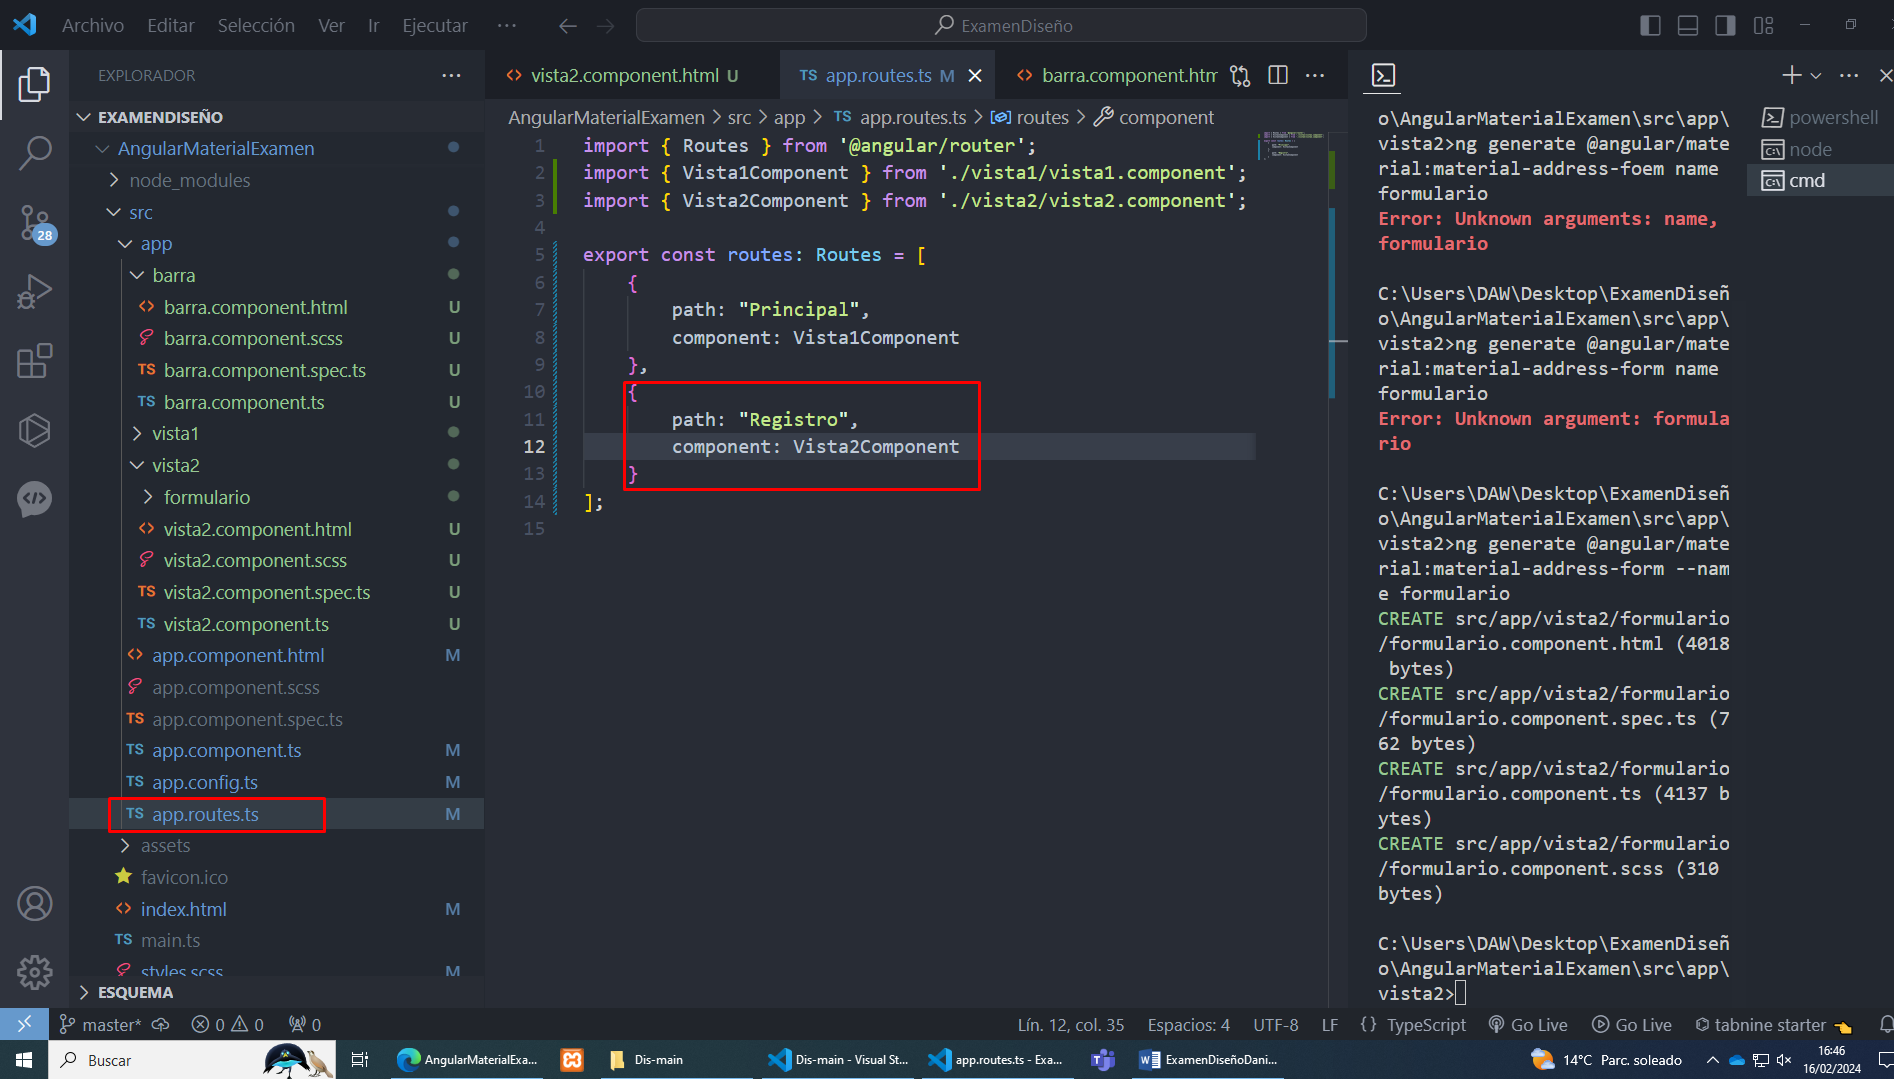 Archivo Editar Selección Ver Ir Ejecutar ··· ExamenDiseño
EXPLORADOR
EXAMENDISEÑO
AngularMaterialExamen
node_modules
src
app
barra
barra.component.html U
barra.component.scss U
barra.component.spec.ts U
barra.component.ts U
vista1
vista2
formulario
vista2.component.html U
vista2.component.scss U
vista2.component.spec.ts U
vista2.component.ts U
app.component.html M
app.component.scss
app.component.spec.ts
app.component.ts M
app.config.ts M
app.routes.ts M
assets
favicon.ico
index.html M
main.ts
styles.scss M
ESQUEMA
28
vista2.component.html U
TS app.routes.ts M
barra.component.htm
AngularMaterialExamen > src > app > TS app.routes.ts > routes > component
1 import { Routes } from '@angular/router';
2 import { Vista1Component } from './vista1/vista1.component';
3 import { Vista2Component } from './vista2/vista2.component';
4
5 export const routes: Routes = [
6 {
7 path: "Principal",
8 component: Vista1Component
9 },
10 {
11 path: "Registro",
12 component: Vista2Component
13 }
14 ];
15
o\AngularMaterialExamen\src\app\
vista2>ng generate @angular/mate
rial:material-address-foem name
formulario
Error: Unknown arguments: name,
formulario
C:\Users\DAW\Desktop\ExamenDiseñ
o\AngularMaterialExamen\src\app\
vista2>ng generate @angular/mate
rial:material-address-form name
formulario
Error: Unknown argument: formula
rio
C:\Users\DAW\Desktop\ExamenDiseñ
o\AngularMaterialExamen\src\app\
vista2>ng generate @angular/mate
rial:material-address-form --nam
e formulario
CREATE src/app/vista2/formulario
/formulario.component.html (4018
bytes)
CREATE src/app/vista2/formulario
/formulario.component.spec.ts (7
62 bytes)
CREATE src/app/vista2/formulario
/formulario.component.ts (4137 b
ytes)
CREATE src/app/vista2/formulario
/formulario.component.scss (310
bytes)
C:\Users\DAW\Desktop\ExamenDiseñ
o\AngularMaterialExamen\src\app\
vista2>
powershell
node
cmd
master* 0 0 0 Lín. 12, col. 35 Espacios: 4 UTF-8 LF {} TypeScript Go Live Go Live tabnine starter
Buscar AngularMaterialExa... Dis-main Dis-main - Visual St... app.routes.ts - Exa... ExamenDiseñoDani... 14°C Parc. soleado
16:46
16/02/2024